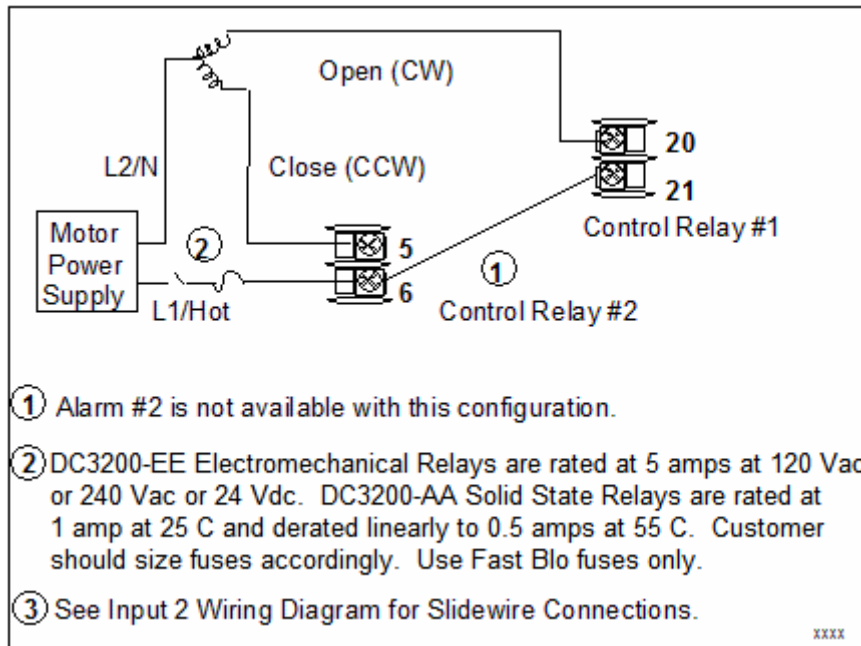 Open (CW)
20
L2/N
Close (CCW)
21
Control Relay #1
Motor
Power
Supply
2
5
6
1
L1/Hot
Control Relay #2
1 Alarm #2 is not available with this configuration.
2 DC3200-EE Electromechanical Relays are rated at 5 amps at 120 Vac
or 240 Vac or 24 Vdc. DC3200-AA Solid State Relays are rated at
1 amp at 25 C and derated linearly to 0.5 amps at 55 C. Customer
should size fuses accordingly. Use Fast Blo fuses only.
3 See Input 2 Wiring Diagram for Slidewire Connections.
xxxx